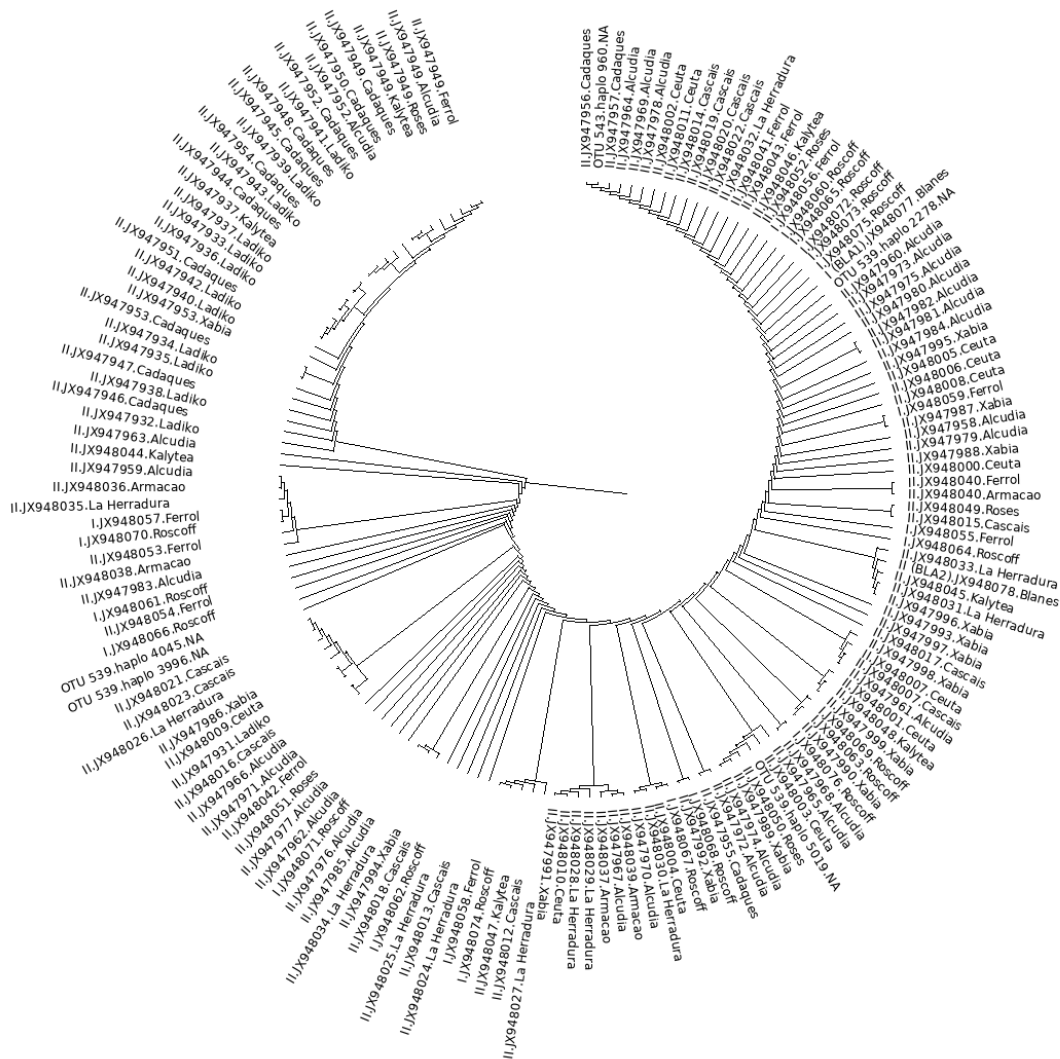 II.JX947956.Cadaques
OTU 543.haplo 960.NA
II.JX947957.Cadaques
II.JX947964.Alcudia
II.JX947969.Alcudia
II.JX947978.Alcudia
II.JX948002.Ceuta
II.JX948011.Ceuta
II.JX948014.Cascais
II.JX948019.Cascais
II.JX948020.Cascais
II.JX948022.Cascais
II.JX948032.La Herradura
II.JX948041.Ferrol
II.JX948043.Ferrol
II.JX948046.Kalytea
II.JX948052.Roses
II.JX948056.Ferrol
I.JX948060.Roscoff
I.JX948065.Roscoff
I.JX948072.Roscoff
I.JX948073.Roscoff
I.JX948075.Roscoff
I (BLA1).JX948077.Blanes
OTU 539.haplo 2278.NA
II.JX947960.Alcudia
II.JX947973.Alcudia
II.JX947975.Alcudia
II.JX947980.Alcudia
II.JX947982.Alcudia
II.JX947981.Alcudia
II.JX947984.Alcudia
II.JX947995.Xabia
II.JX948005.Ceuta
II.JX948006.Ceuta
II.JX948008.Ceuta
II.JX948059.Ferrol
II.JX947987.Xabia
II.JX947958.Alcudia
II.JX947979.Alcudia
II.JX947988.Xabia
II.JX948000.Ceuta
II.JX948040.Ferrol
II.JX948040.Armacao
II.JX948049.Roses
II.JX948015.Cascais
II.JX948055.Ferrol
I.JX948064.Roscoff
II.JX948033.La Herradura
(BLA2).JX948078.Blanes
II.JX948045.Kalytea
II.JX948031.La Herradura
II.JX947996.Xabia
II.JX947993.Xabia
II.JX947997.Xabia
II.JX948017.Cascais
II.JX947998.Xabia
II.JX948007.Ceuta
II.JX948007.Cascais
II.JX947961.Alcudia
II.JX948001.Ceuta
II.JX948048.Kalytea
II.JX947999.Xabia
I.JX948069.Roscoff
I.JX948063.Roscoff
II.JX947990.Xabia
I.JX948076.Roscoff
II.JX947968.Alcudia
II.JX947965.Alcudia
II.JX948003.Ceuta
OTU 539.haplo 5019.NA
II.JX948050.Roses
II.JX947989.Xabia
II.JX947974.Alcudia
II.JX947972.Alcudia
II.JX947955.Cadaques
I.JX948068.Roscoff
II.JX947992.Xabia
I.JX948067.Roscoff
II.JX948004.Ceuta
II.JX948030.La Herradura
II.JX947970.Alcudia
II.JX948039.Armacao
II.JX947967.Alcudia
II.JX948037.Armacao
II.JX948029.La Herradura
II.JX948028.La Herradura
II.JX948010.Ceuta
II.JX947991.Xabia
II.JX948027.La Herradura
II.JX948012.Cascais
II.JX948047.Kalytea
I.JX948074.Roscoff
I.JX948058.Ferrol
II.JX948024.La Herradura
II.JX948013.Cascais
II.JX948025.La Herradura
I.JX948062.Roscoff
II.JX948018.Cascais
II.JX947994.Xabia
II.JX948034.La Herradura
II.JX947985.Alcudia
II.JX947976.Alcudia
I.JX948071.Roscoff
II.JX947962.Alcudia
II.JX947977.Alcudia
II.JX948051.Roses
II.JX948042.Ferrol
II.JX947971.Alcudia
II.JX947966.Alcudia
II.JX948016.Cascais
II.JX947931.Ladiko
II.JX948009.Ceuta
II.JX947986.Xabia
II.JX948026.La Herradura
II.JX948023.Cascais
II.JX948021.Cascais
OTU 539.haplo 3996.NA
OTU 539.haplo 4045.NA
I.JX948066.Roscoff
II.JX948054.Ferrol
I.JX948061.Roscoff
II.JX947983.Alcudia
II.JX948038.Armacao
II.JX948053.Ferrol
I.JX948070.Roscoff
I.JX948057.Ferrol
II.JX948035.La Herradura
II.JX948036.Armacao
II.JX947959.Alcudia
II.JX948044.Kalytea
II.JX947963.Alcudia
II.JX947932.Ladiko
II.JX947946.Cadaques
II.JX947938.Ladiko
II.JX947947.Cadaques
II.JX947935.Ladiko
II.JX947934.Ladiko
II.JX947953.Cadaques
II.JX947953.Xabia
II.JX947940.Ladiko
II.JX947942.Ladiko
II.JX947951.Cadaques
II.JX947936.Ladiko
II.JX947933.Ladiko
II.JX947937.Ladiko
II.JX947937.Kalytea
II.JX947944.Cadaques
II.JX947943.Ladiko
II.JX947954.Cadaques
II.JX947939.Ladiko
II.JX947945.Cadaques
II.JX947948.Cadaques
II.JX947941.Ladiko
II.JX947952.Cadaques
II.JX947952.Alcudia
II.JX947950.Cadaques
II.JX947949.Cadaques
II.JX947949.Kalytea
II.JX947949.Roses
II.JX947949.Alcudia
II.JX947949.Ferrol